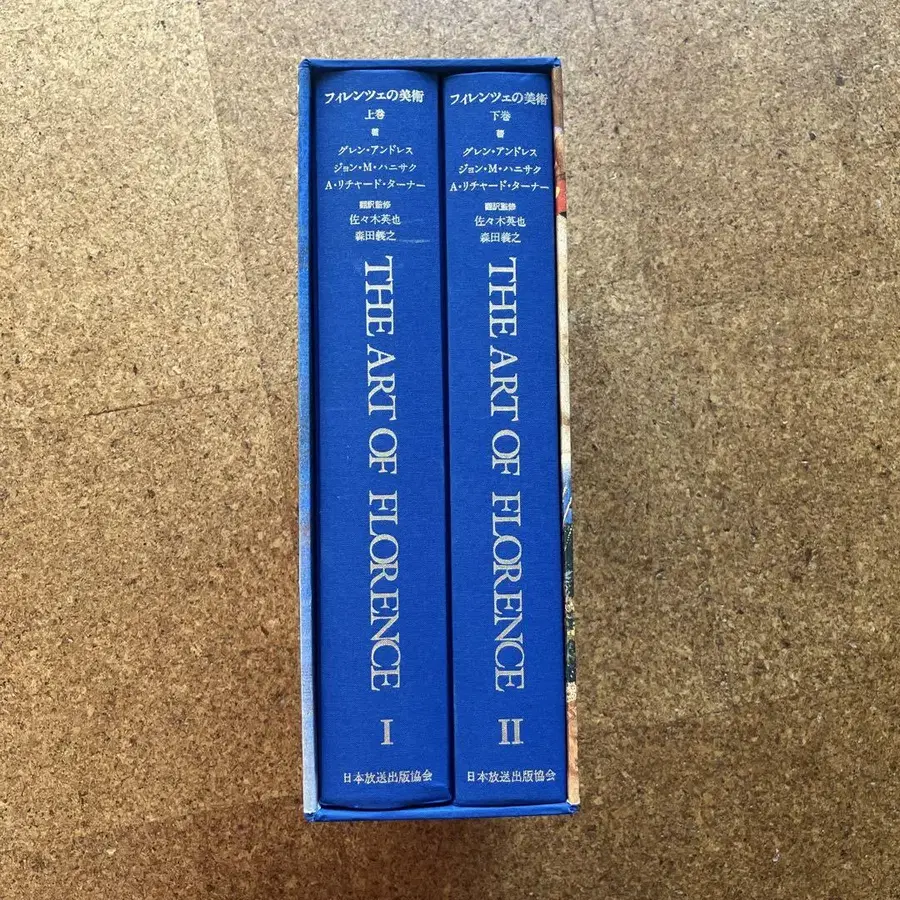 フィレンツェの美術
上巻
著
グレン・アンドレス
ジョン・M・ハニサク
A・リチャード・ターナー
翻訳監修
佐々木英也
森田義之
THE ART OF FLORENCE
I
日本放送出版協会
フィレンツェの美術
下巻
著
グレン・アンドレス
ジョン・M・ハニサク
A・リチャード・ターナー
翻訳監修
佐々木英也
森田義之
THE ART OF FLORENCE
II
日本放送出版協会